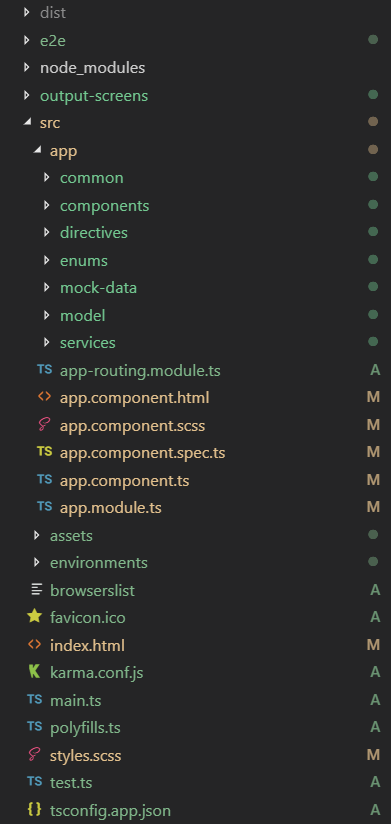 dist
e2e
node_modules
output-screens
src
app
common
components
directives
enums
mock-data
model
services
TS app-routing.module.ts A
<> app.component.html M
app.component.scss M
TS app.component.spec.ts M
TS app.component.ts M
TS app.module.ts M
assets
environments
browserslist A
favicon.ico A
<> index.html M
karma.conf.js A
TS main.ts A
TS polyfills.ts A
styles.scss M
TS test.ts A
{ } tsconfig.app.json A